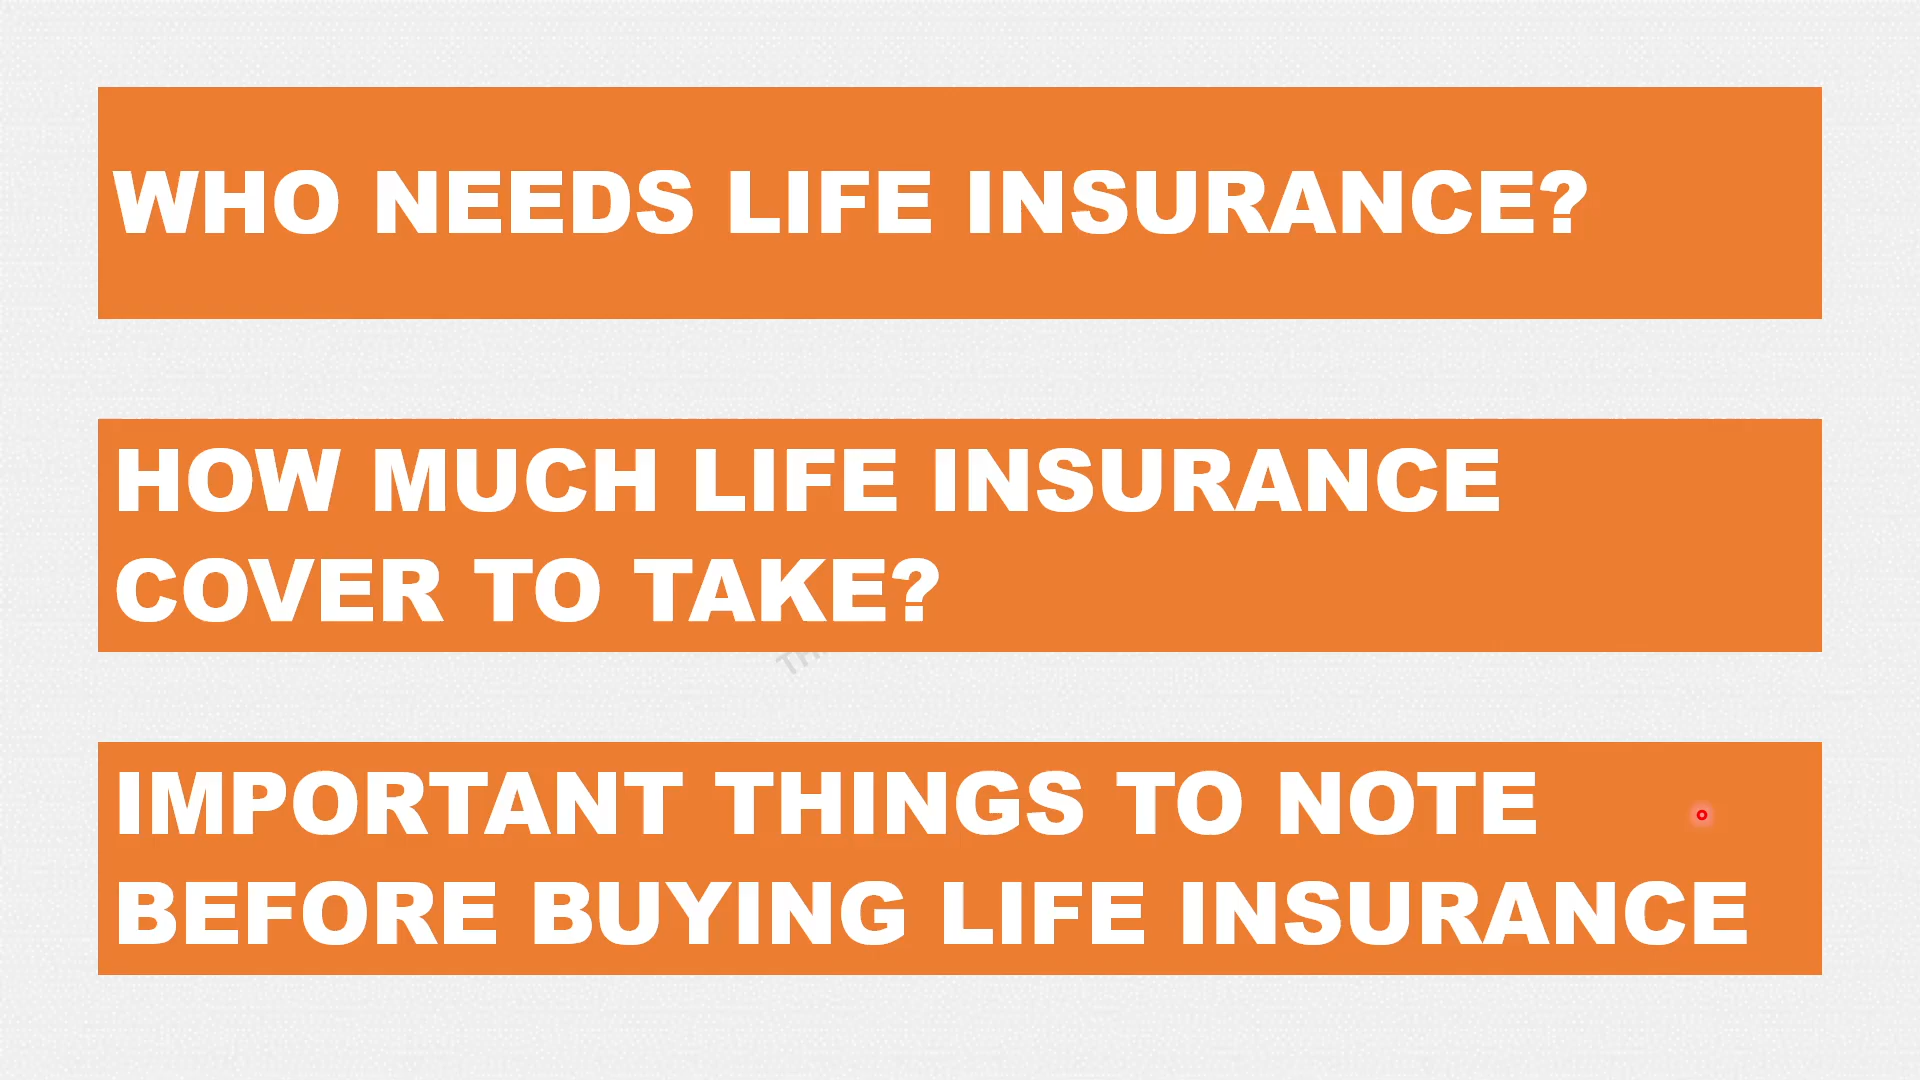 WHO NEEDS LIFE INSURANCE?
HOW MUCH LIFE INSURANCE
COVER TO TAKE?
IMPORTANT THINGS TO NOTE
BEFORE BUYING LIFE INSURANCE